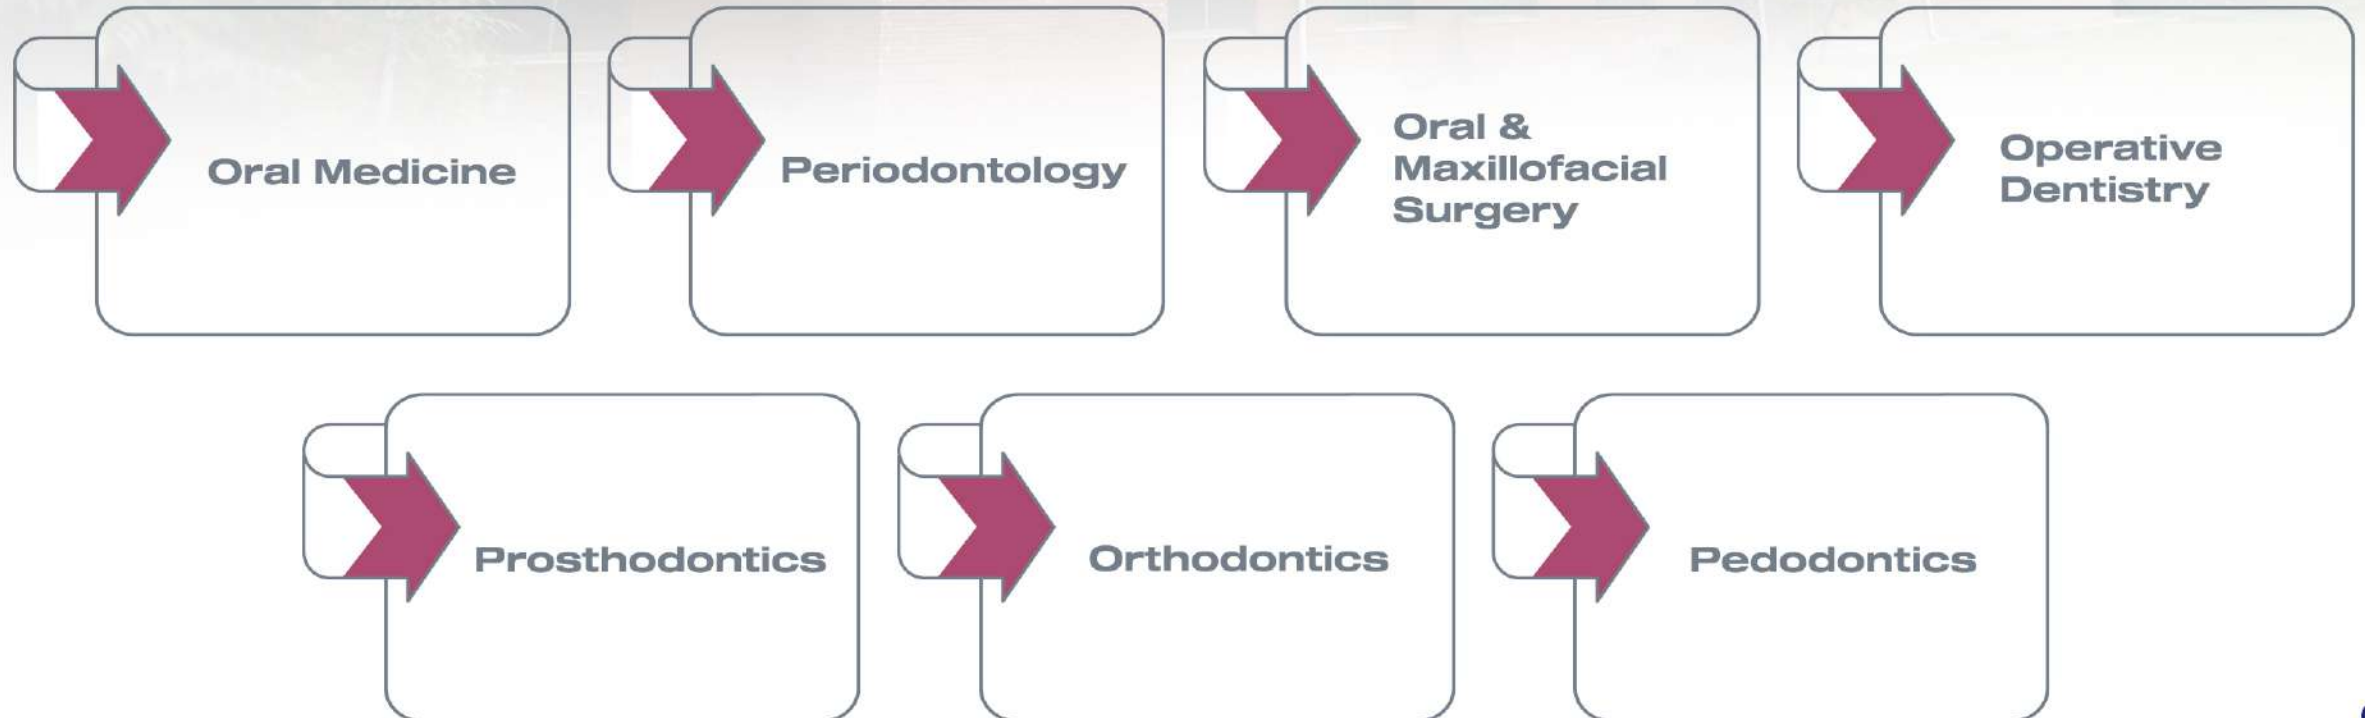 Oral Medicine
Periodontology
Oral &
Maxillofacial
Surgery
Operative
Dentistry
Prosthodontics
Orthodontics
Pedodontics